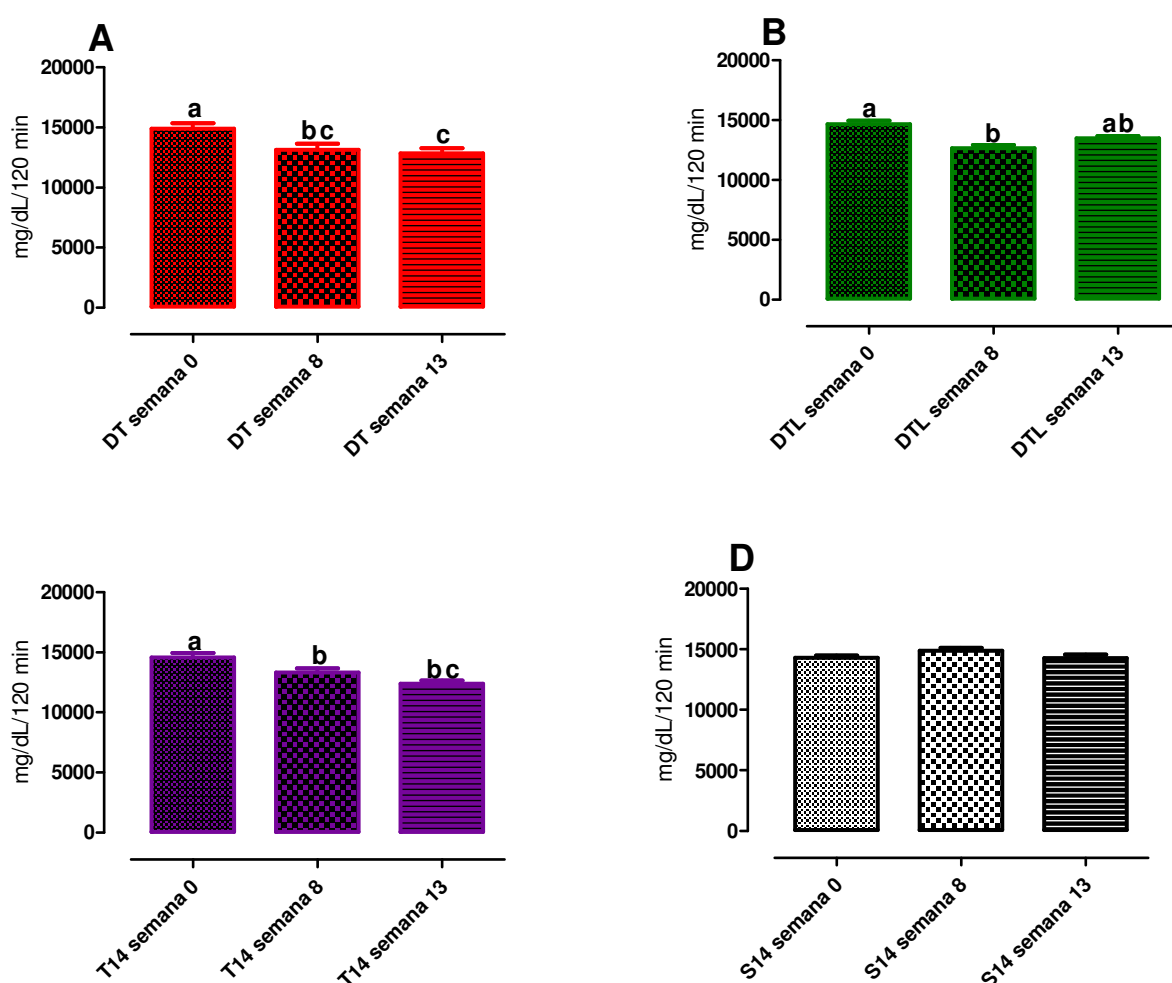 A
mg/dL/120 min
20000
15000
10000
5000
0
a
bc
c
DT semana 0
DT semana 8
DT semana 13
B
mg/dL/120 min
20000
15000
10000
5000
0
a
b
ab
DTL semana 0
DTL semana 8
DTL semana 13
mg/dL/120 min
20000
15000
10000
5000
0
a
b
bc
T14 semana 0
T14 semana 8
T14 semana 13
D
mg/dL/120 min
20000
15000
10000
5000
0
S14 semana 0
S14 semana 8
S14 semana 13